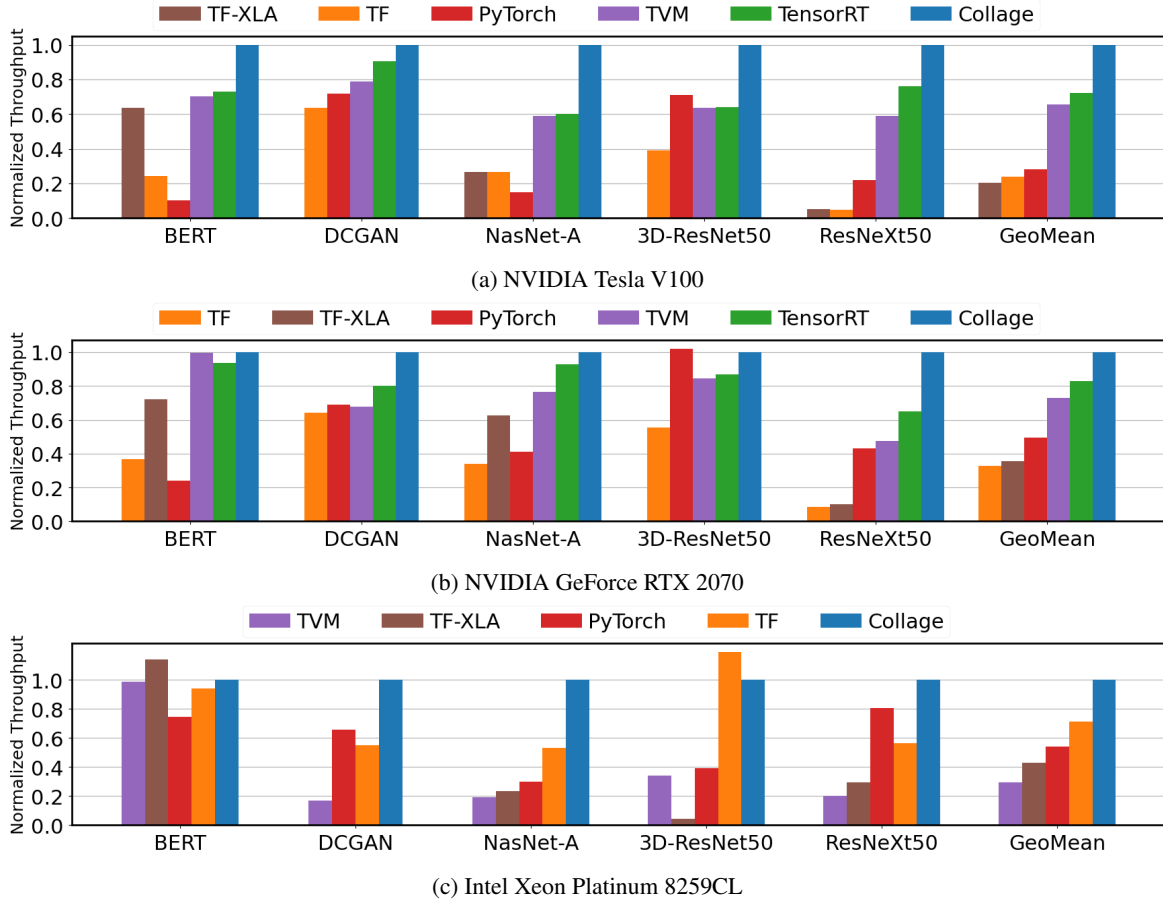 TF-XLA TF PyTorch TVM TensorRT Collage
Normalized Throughput
1.0
0.8
0.6
0.4
0.2
0.0
BERT DCGAN NasNet-A 3D-ResNet50 ResNeXt50 GeoMean
(a) NVIDIA Tesla V100
TF TF-XLA PyTorch TVM TensorRT Collage
Normalized Throughput
1.0
0.8
0.6
0.4
0.2
0.0
BERT DCGAN NasNet-A 3D-ResNet50 ResNeXt50 GeoMean
(b) NVIDIA GeForce RTX 2070
TVM TF-XLA PyTorch TF Collage
Normalized Throughput
1.0
0.8
0.6
0.4
0.2
0.0
BERT DCGAN NasNet-A 3D-ResNet50 ResNeXt50 GeoMean
(c) Intel Xeon Platinum 8259CL